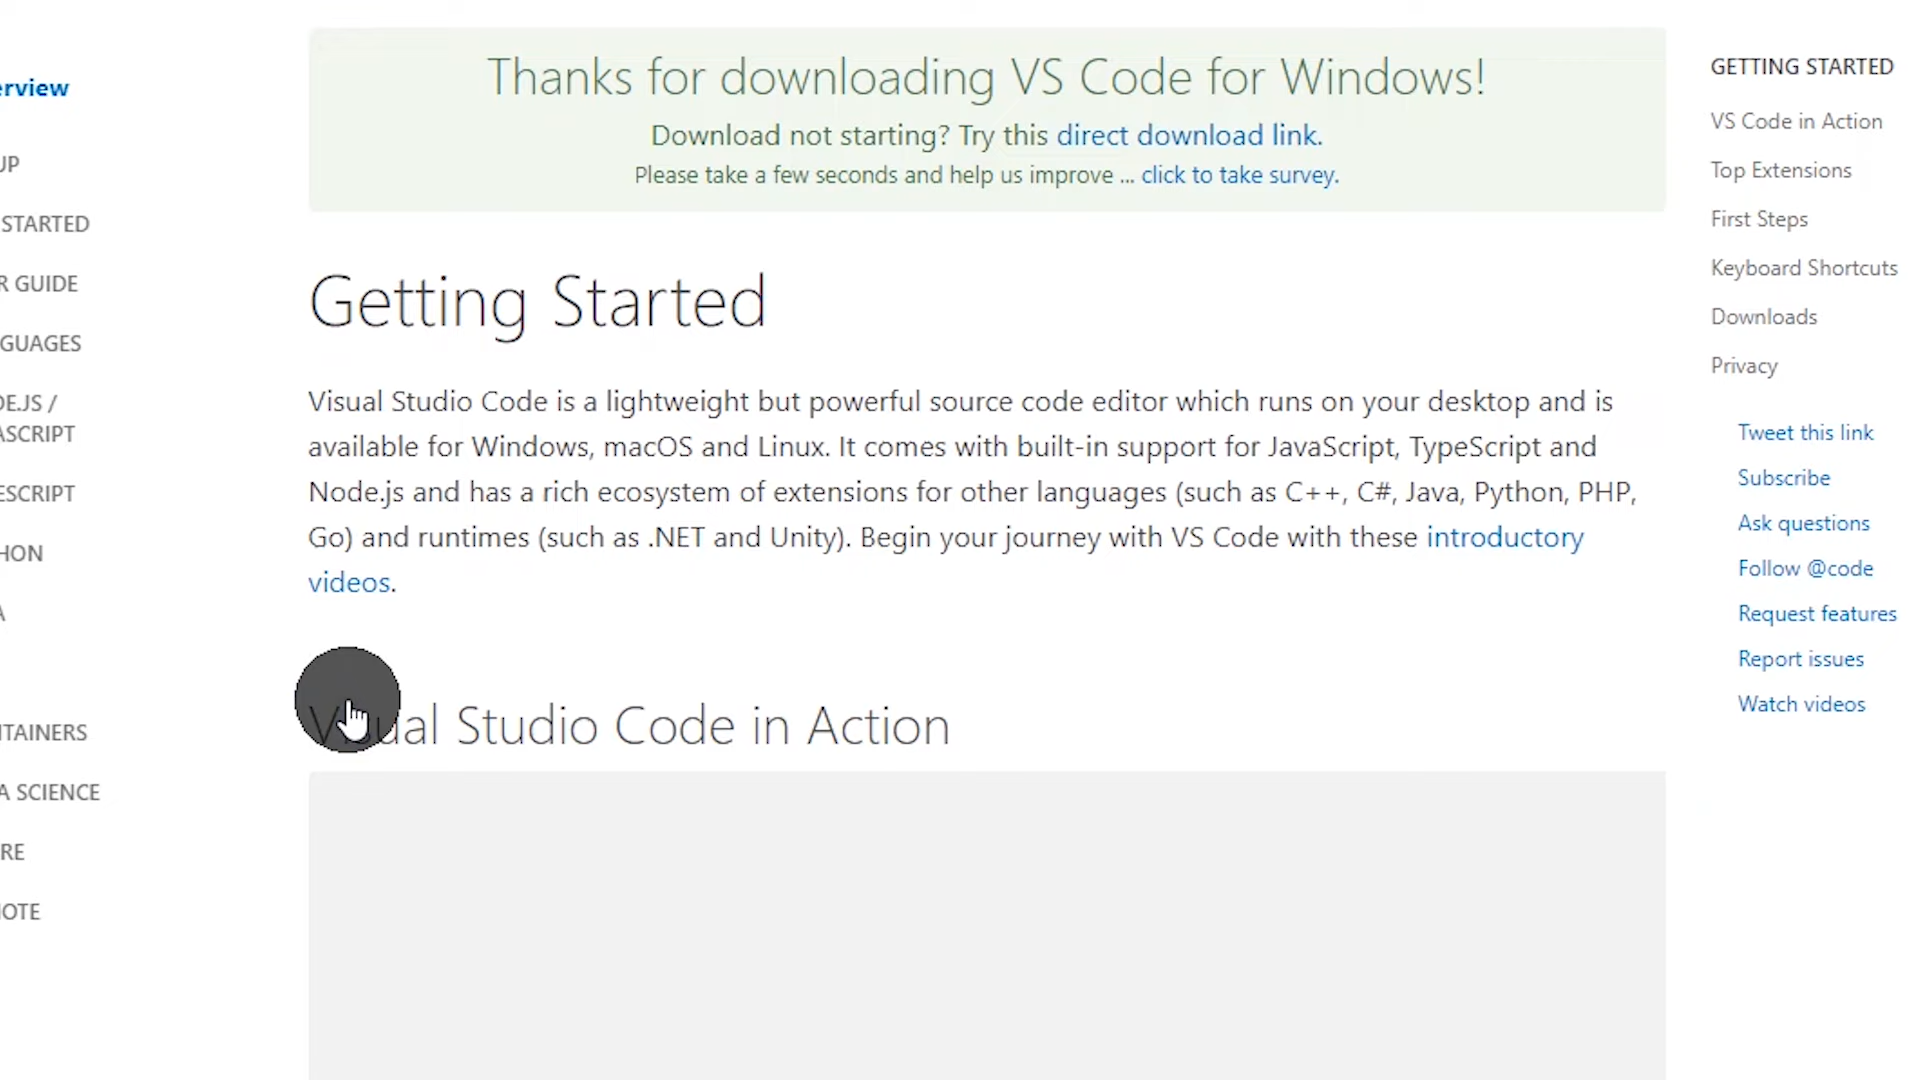 erview
UP
STARTED
R GUIDE
GUAGES
DE.JS /
ASCRIPT
ESCRIPT
HON
A
TAINERS
A SCIENCE
RE
OTE
Thanks for downloading VS Code for Windows!
Download not starting? Try this direct download link.
Please take a few seconds and help us improve ... click to take survey.
Getting Started
Visual Studio Code is a lightweight but powerful source code editor which runs on your desktop and is
available for Windows, macOS and Linux. It comes with built-in support for JavaScript, TypeScript and
Node.js and has a rich ecosystem of extensions for other languages (such as C++, C#, Java, Python, PHP,
Go) and runtimes (such as .NET and Unity). Begin your journey with VS Code with these introductory
videos.
Visual Studio Code in Action
GETTING STARTED
VS Code in Action
Top Extensions
First Steps
Keyboard Shortcuts
Downloads
Privacy
Tweet this link
Subscribe
Ask questions
Follow @code
Request features
Report issues
Watch videos